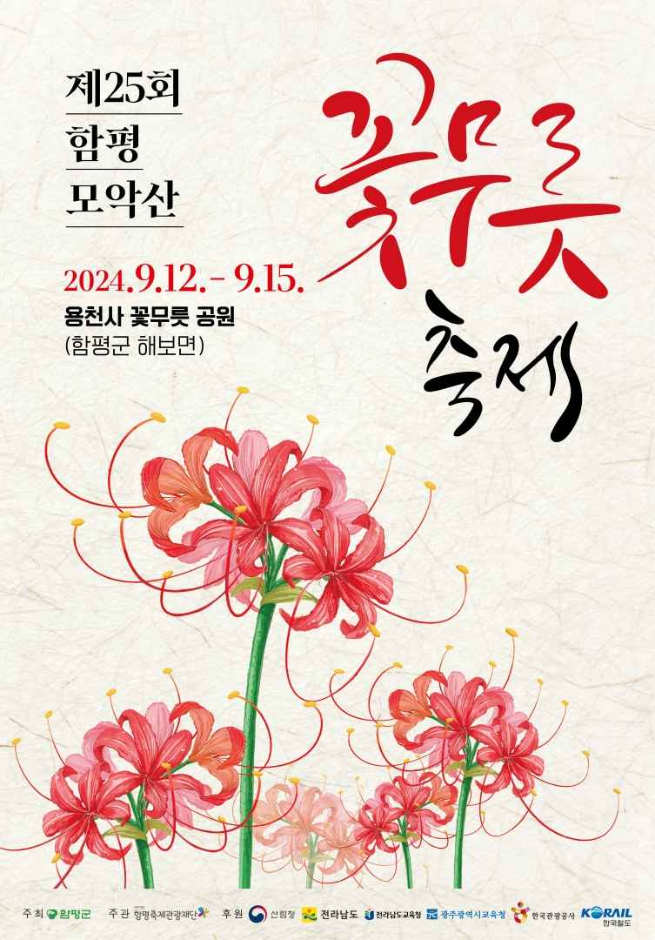 제25회
함평
모악산
꽃무릇
축제
2024.9.12.-9.15.
용천사 꽃무릇 공원
(함평군 해보면)
주최 함평군 주관 함평축제관광재단 후원 산림청 전라남도 전라남도교육청 광주광역시교육청 한국관광공사 KORAIL
한국철도